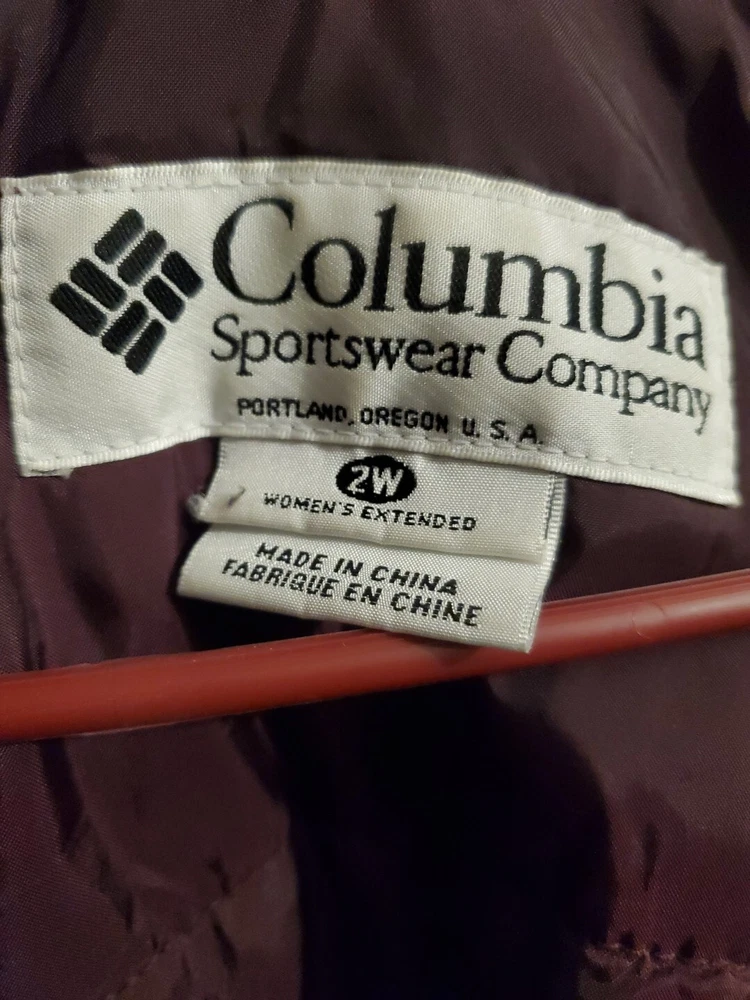 Columbia
Sportswear Company
PORTLAND, OREGON U. S. A.
2W
WOMEN'S EXTENDED
MADE IN CHINA
FABRIQUE EN CHINE